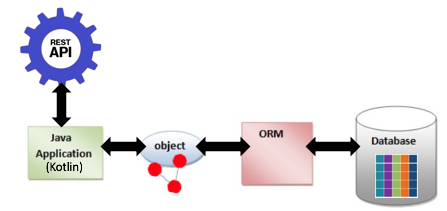 REST
API
Java
Application
(Kotlin)
object
ORM
Database